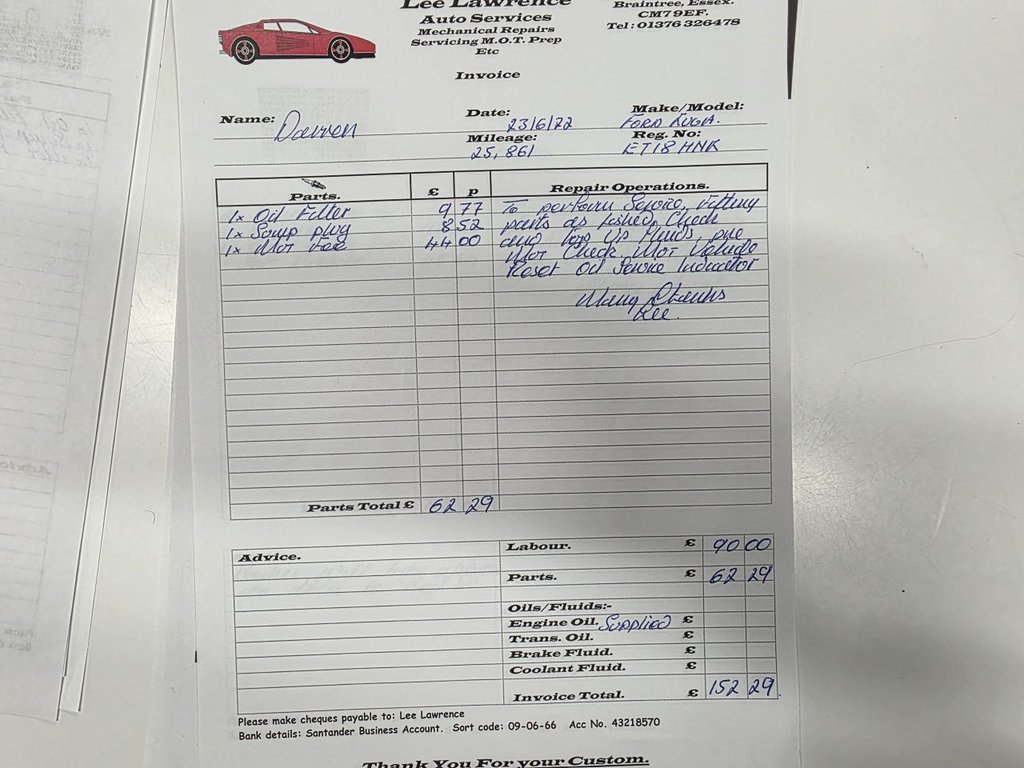 Lee Lawrence
Auto Services
Mechanical Repairs
Servicing M.O.T. Prep
Etc
Braintree, Essex.
CM7 9EF.
Tel: 01376 326478
Invoice
Name: Darren
Date: 23/6/22
Make/Model: FORD KUGA.
Mileage: 25,861
Reg. No: ET18 HNK
Parts. £ p Repair Operations.
1x Oil Filter 9 77 To perform Service, Fitting
1x Sump plug 8 52 parts as listed, Check
1x MOT Fee 44 00 and Top Up Fluids, pre
MOT Check, MOT Vehicle
Reset Oil Service Indicator
Many Thanks
Lee.
Parts Total £ 62 29
Advice.
Labour. £ 90 00
Parts. £ 62 29
Oils/Fluids:-
Engine Oil. Supplied £
Trans. Oil. £
Brake Fluid. £
Coolant Fluid. £
Invoice Total. £ 152 29
Please make cheques payable to: Lee Lawrence
Bank details: Santander Business Account. Sort code: 09-06-66 Acc No. 43218570
Thank You For your Custom.